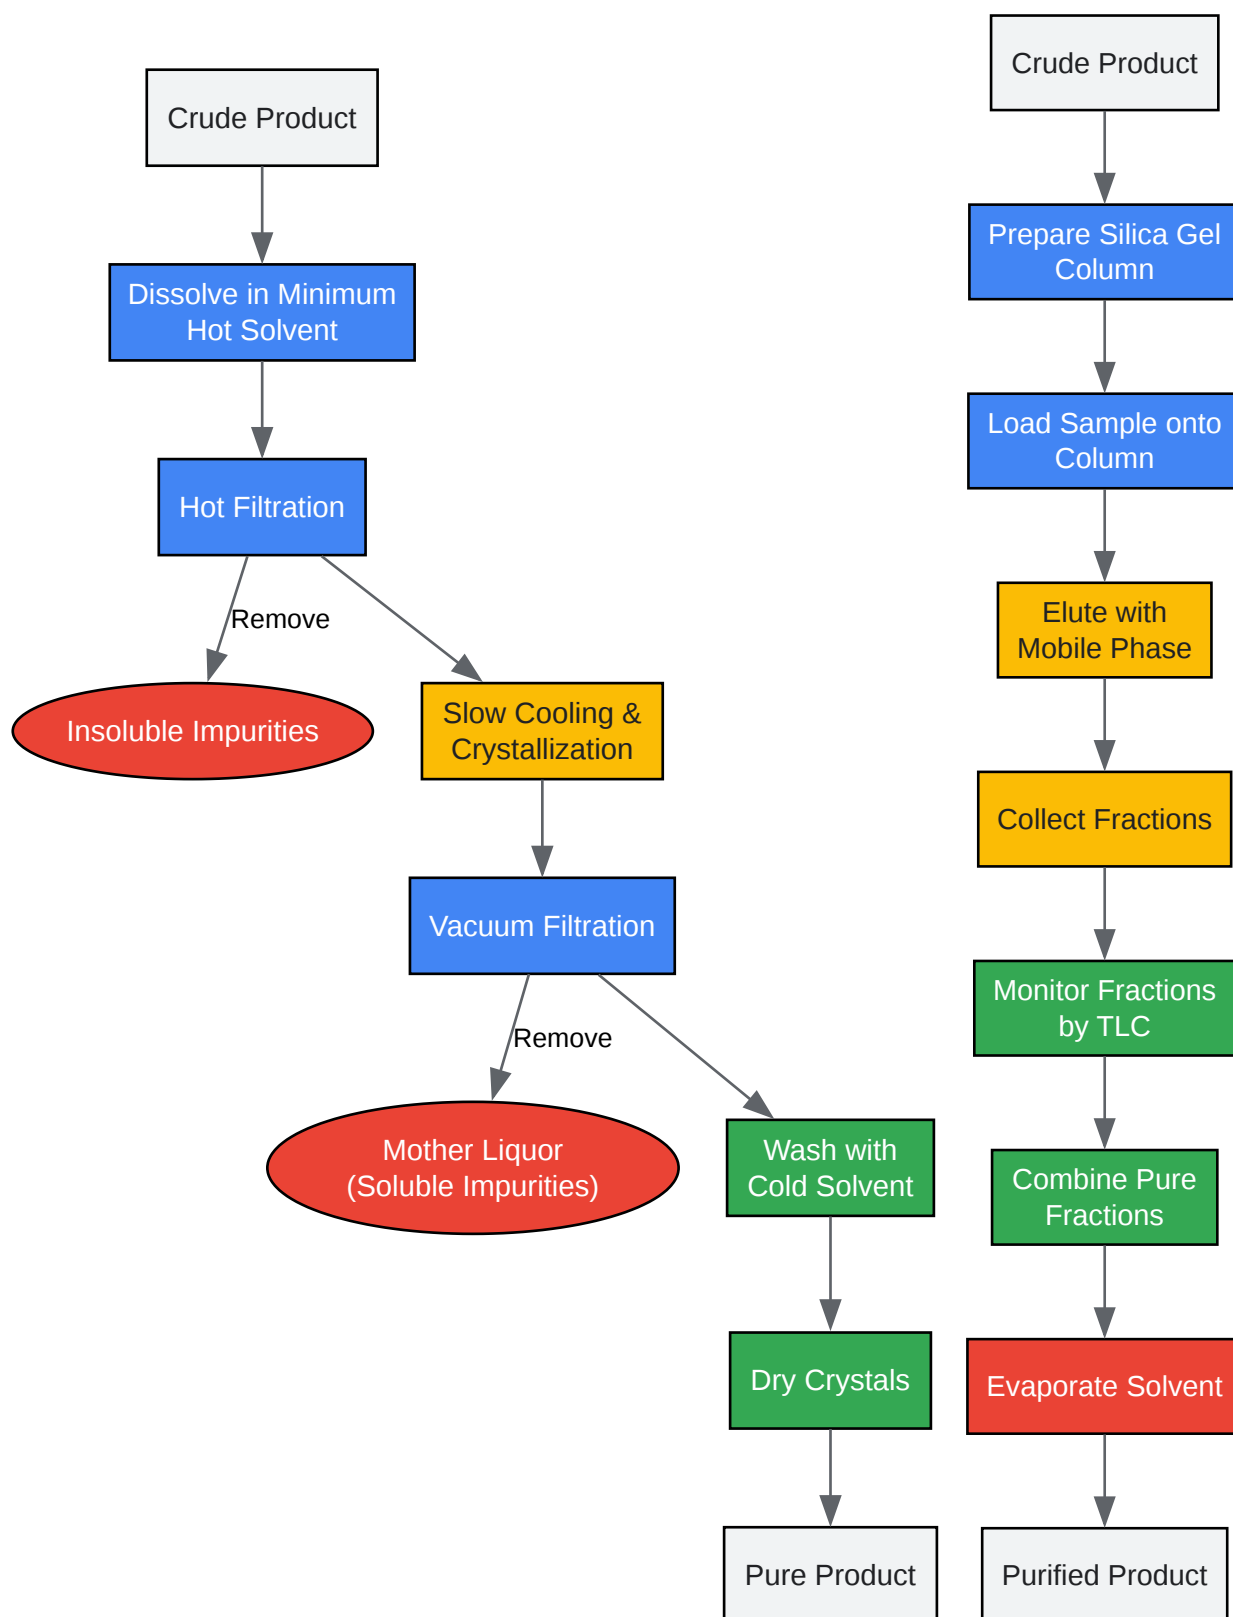 Crude Product
Dissolve in Minimum
Hot Solvent
Hot Filtration
Remove
Insoluble Impurities
Slow Cooling &
Crystallization
Vacuum Filtration
Remove
Mother Liquor
(Soluble Impurities)
Wash with
Cold Solvent
Dry Crystals
Pure Product
Crude Product
Prepare Silica Gel
Column
Load Sample onto
Column
Elute with
Mobile Phase
Collect Fractions
Monitor Fractions
by TLC
Combine Pure
Fractions
Evaporate Solvent
Purified Product